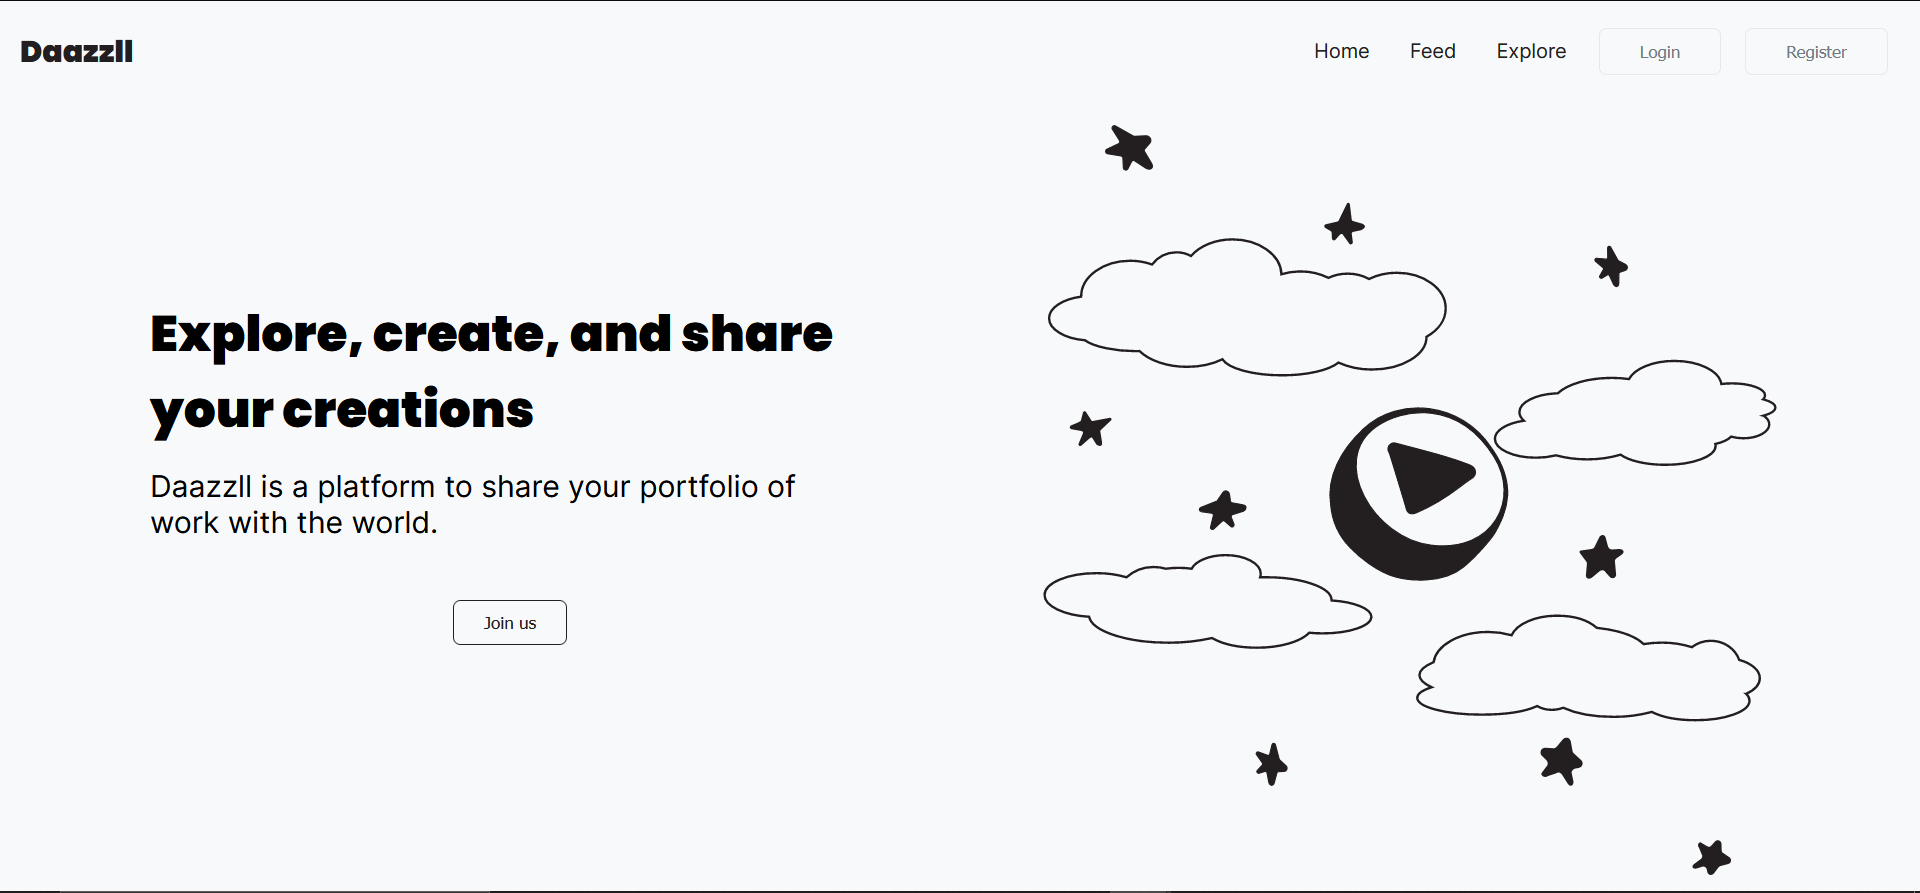 Daazzll
Home Feed Explore Login Register
Explore, create, and share
your creations
Daazzll is a platform to share your portfolio of
work with the world.
Join us